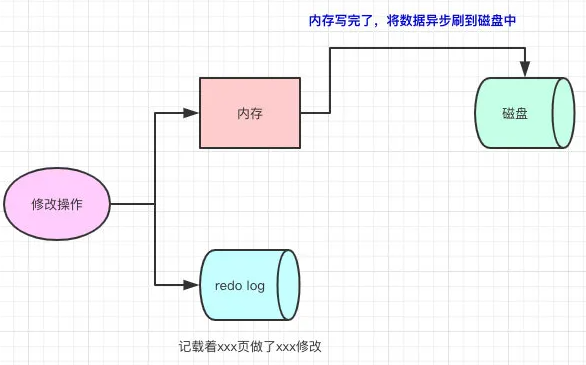 内存写完了，将数据异步刷到磁盘中
内存
磁盘
修改操作
redo log
记载着xxx页做了xxx修改